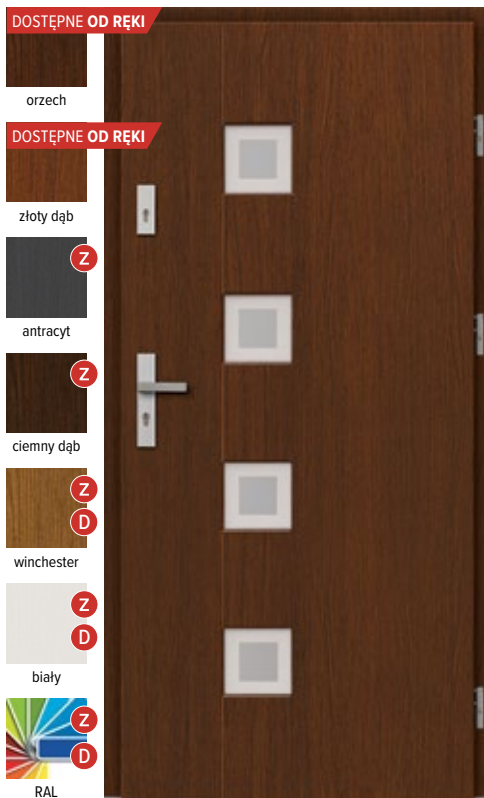 DOSTĘPNE OD RĘKI
orzech
DOSTĘPNE OD RĘKI
złoty dąb
Z
antracyt
Z
ciemny dąb
Z
D
winchester
Z
D
biały
Z
D
RAL